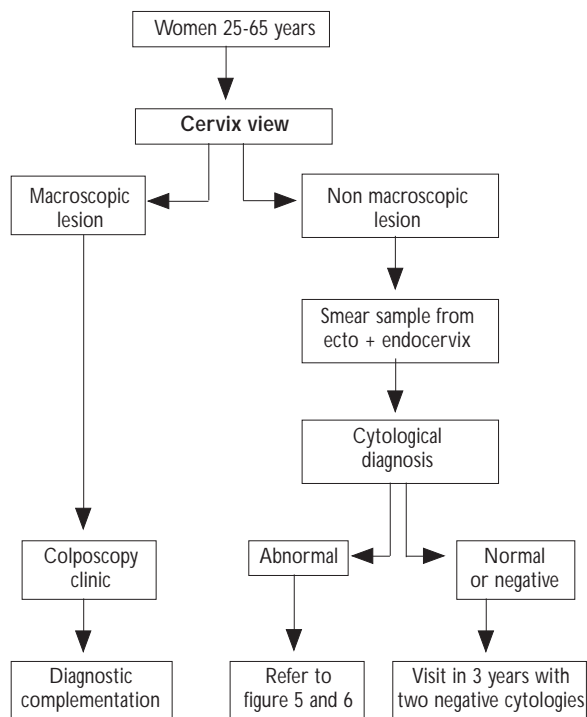 Women 25-65 years
Cervix view
Macroscopic
lesion
Non macroscopic
lesion
Smear sample from
ecto + endocervix
Cytological
diagnosis
Colposcopy
clinic
Abnormal
Normal
or negative
Diagnostic
complementation
Refer to
figure 5 and 6
Visit in 3 years with
two negative cytologies